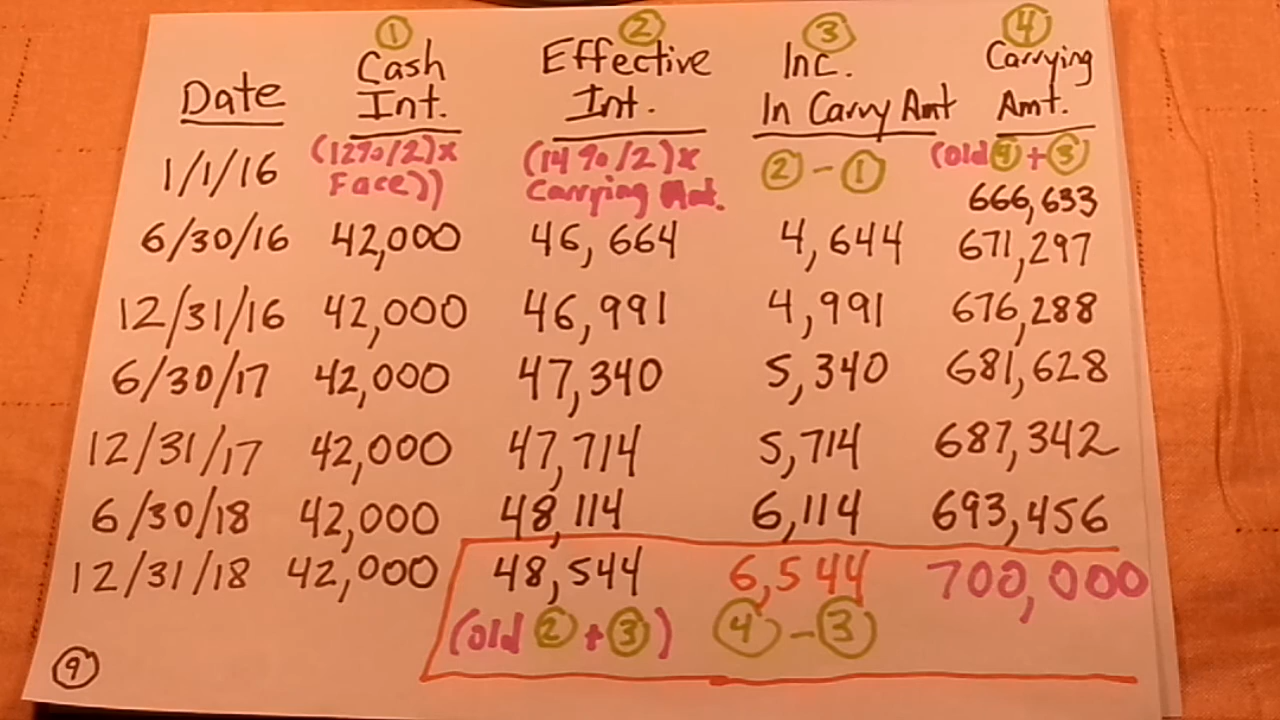 ① ② ③ ④
Cash Effective Inc. Carrying
Date Int. Int. In Carry Amt Amt.
1/1/16 (12%/2)x (14%/2)x ② - ① (old ④ + ③)
Face)) Carrying Amt. 666,633
6/30/16 42,000 46,664 4,644 671,297
12/31/16 42,000 46,991 4,991 676,288
6/30/17 42,000 47,340 5,340 681,628
12/31/17 42,000 47,714 5,714 687,342
6/30/18 42,000 48,114 6,114 693,456
12/31/18 42,000 48,544 6,544 700,000
(old ② + ③) ④ - ③
⑨